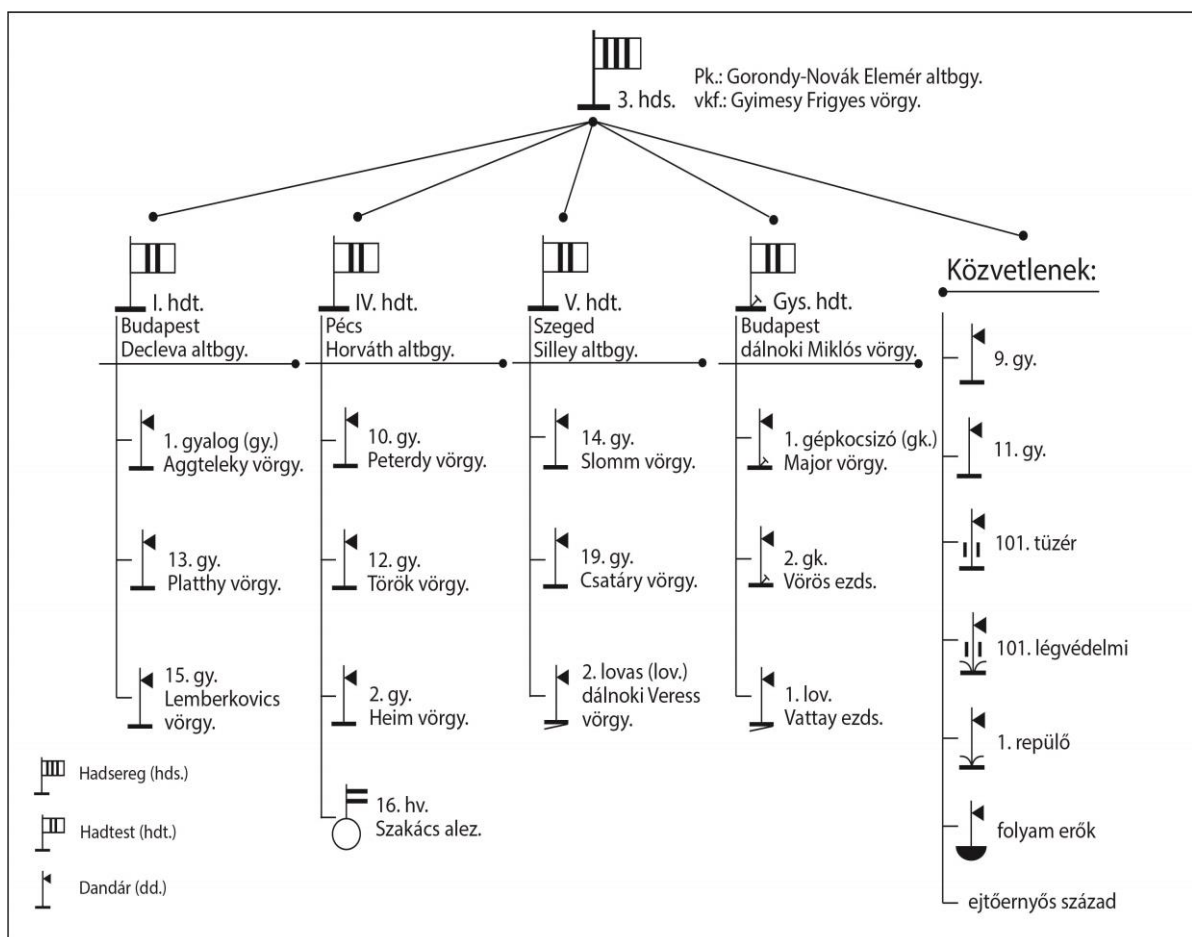 3. hds.
Pk.: Gorondy-Novák Elemér altbgy.
vkf.: Gyimesy Frigyes vörgy.
I. hdt.
Budapest
Decleva altbgy.
1. gyalog (gy.)
Aggteleky vörgy.
13. gy.
Platthy vörgy.
15. gy.
Lemberkovics
vörgy.
IV. hdt.
Pécs
Horváth altbgy.
10. gy.
Peterdy vörgy.
12. gy.
Török vörgy.
2. gy.
Heim vörgy.
16. hv.
Szakács alez.
V. hdt.
Szeged
Silley altbgy.
14. gy.
Slomm vörgy.
19. gy.
Csatáry vörgy.
2. lovas (lov.)
dálnoki Veress
vörgy.
Gys. hdt.
Budapest
dálnoki Miklós vörgy.
1. gépkocsizó (gk.)
Major vörgy.
2. gk.
Vörös ezds.
1. lov.
Vattay ezds.
Közvetlenek:
9. gy.
11. gy.
101. tüzér
101. légvédelmi
1. repülő
folyam erők
ejtőernyős század
Hadsereg (hds.)
Hadtest (hdt.)
Dandár (dd.)